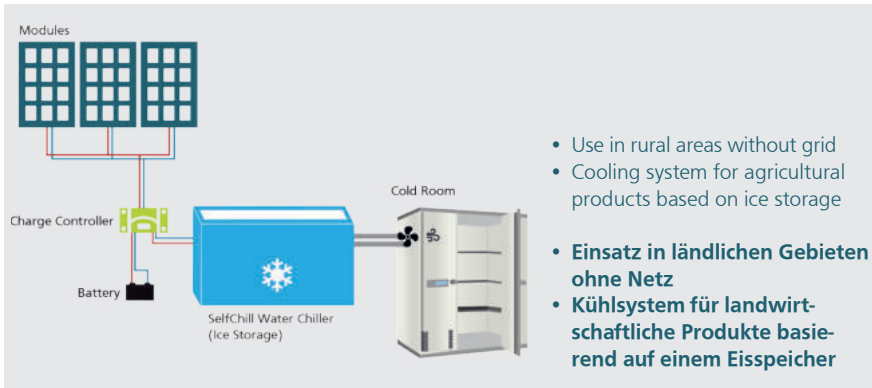 Modules
Charge Controller
Battery
SelfChill Water Chiller
(Ice Storage)
Cold Room
• Use in rural areas without grid
• Cooling system for agricultural
products based on ice storage
• Einsatz in ländlichen Gebieten
ohne Netz
• Kühlsystem für landwirt-
schaftliche Produkte basie-
rend auf einem Eisspeicher